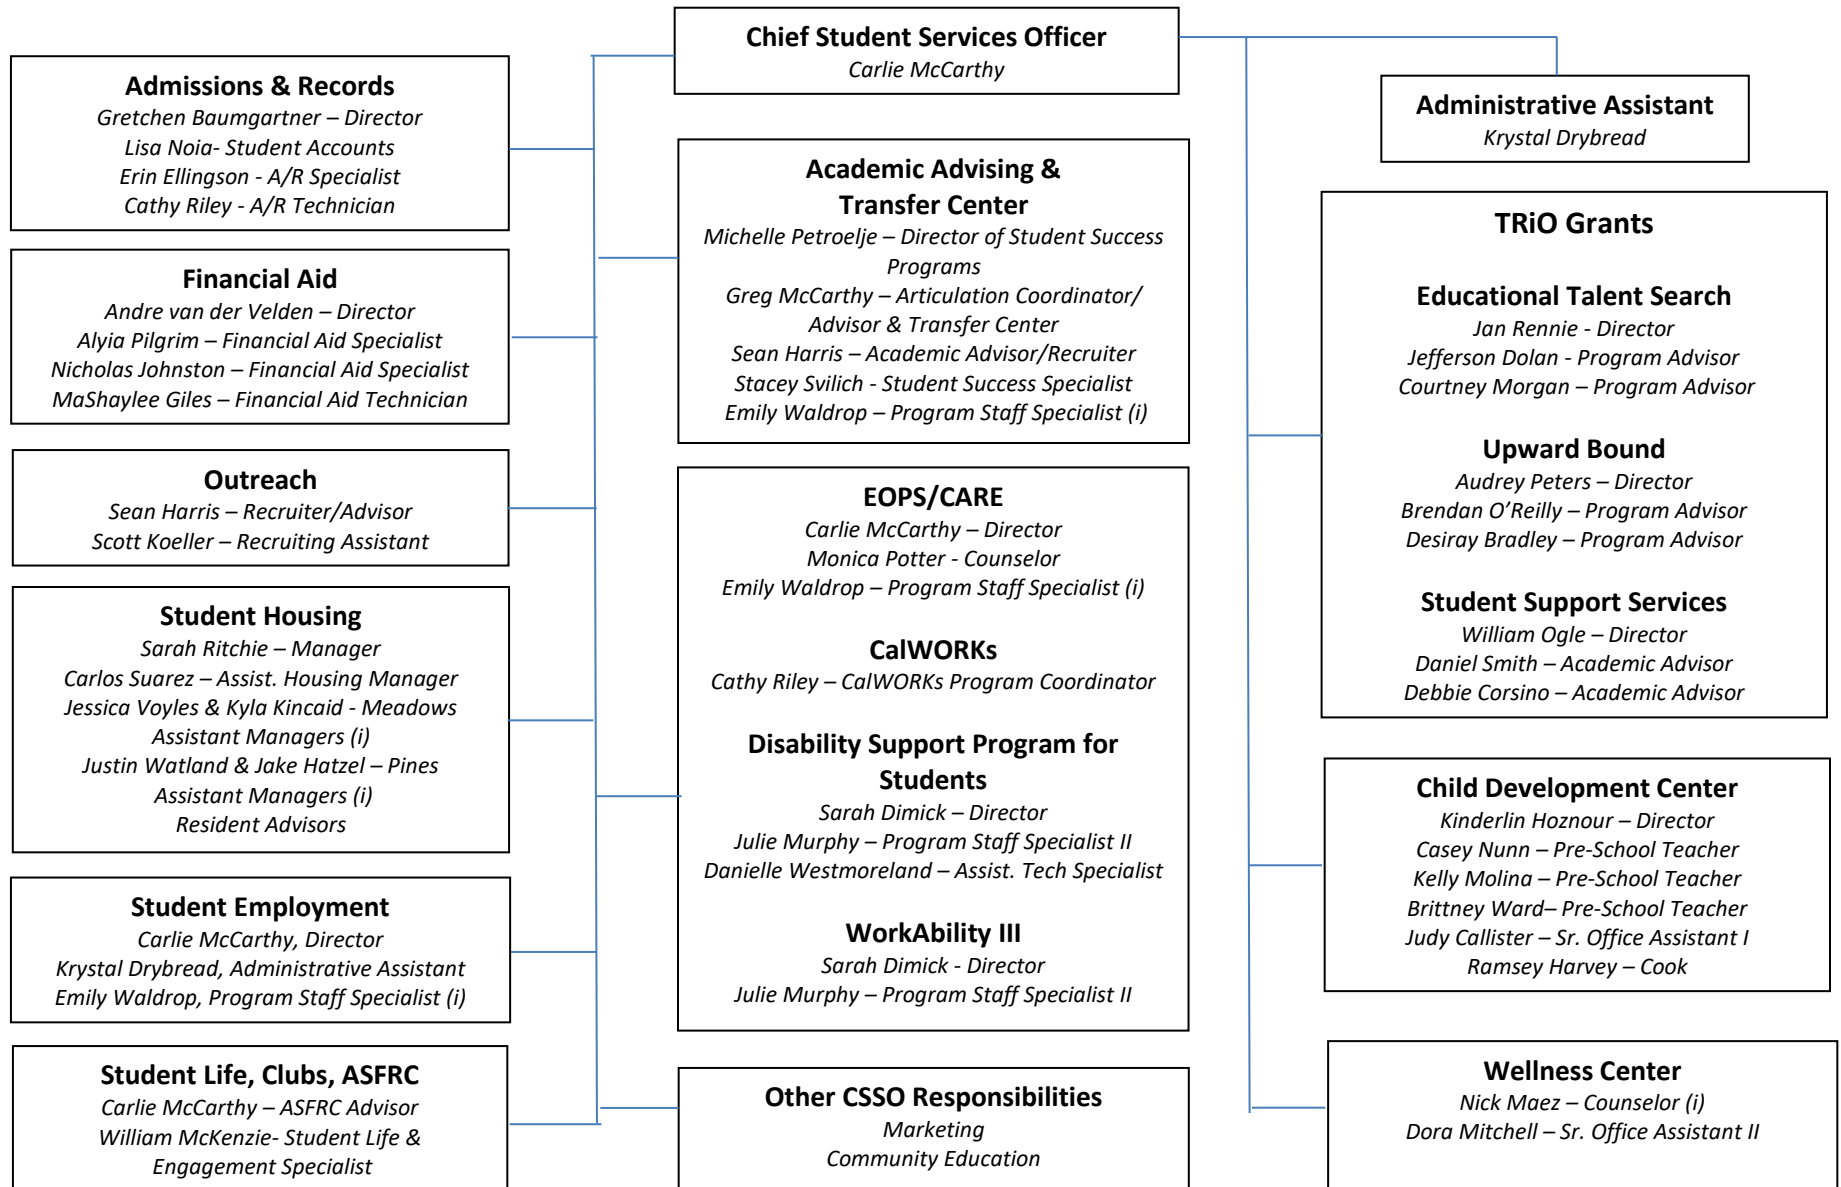 Chief Student Services Officer
Carlie McCarthy
Admissions & Records
Gretchen Baumgartner – Director
Lisa Noia- Student Accounts
Erin Ellingson - A/R Specialist
Cathy Riley - A/R Technician
Financial Aid
Andre van der Velden – Director
Alyia Pilgrim – Financial Aid Specialist
Nicholas Johnston – Financial Aid Specialist
MaShaylee Giles – Financial Aid Technician
Outreach
Sean Harris – Recruiter/Advisor
Scott Koeller – Recruiting Assistant
Student Housing
Sarah Ritchie – Manager
Carlos Suarez – Assist. Housing Manager
Jessica Voyles & Kyla Kincaid - Meadows
Assistant Managers (i)
Justin Watland & Jake Hatzel – Pines
Assistant Managers (i)
Resident Advisors
Student Employment
Carlie McCarthy, Director
Krystal Drybread, Administrative Assistant
Emily Waldrop, Program Staff Specialist (i)
Student Life, Clubs, ASFRC
Carlie McCarthy – ASFRC Advisor
William McKenzie- Student Life &
Engagement Specialist
Academic Advising &
Transfer Center
Michelle Petroelje – Director of Student Success
Programs
Greg McCarthy – Articulation Coordinator/
Advisor & Transfer Center
Sean Harris – Academic Advisor/Recruiter
Stacey Svilich - Student Success Specialist
Emily Waldrop – Program Staff Specialist (i)
EOPS/CARE
Carlie McCarthy – Director
Monica Potter - Counselor
Emily Waldrop – Program Staff Specialist (i)
CalWORKs
Cathy Riley – CalWORKs Program Coordinator
Disability Support Program for
Students
Sarah Dimick – Director
Julie Murphy – Program Staff Specialist II
Danielle Westmoreland – Assist. Tech Specialist
WorkAbility III
Sarah Dimick - Director
Julie Murphy – Program Staff Specialist II
Other CSSO Responsibilities
Marketing
Community Education
Administrative Assistant
Krystal Drybread
TRiO Grants
Educational Talent Search
Jan Rennie - Director
Jefferson Dolan - Program Advisor
Courtney Morgan – Program Advisor
Upward Bound
Audrey Peters – Director
Brendan O’Reilly – Program Advisor
Desiray Bradley – Program Advisor
Student Support Services
William Ogle – Director
Daniel Smith – Academic Advisor
Debbie Corsino – Academic Advisor
Child Development Center
Kinderlin Hoznour – Director
Casey Nunn – Pre-School Teacher
Kelly Molina – Pre-School Teacher
Brittney Ward– Pre-School Teacher
Judy Callister – Sr. Office Assistant I
Ramsey Harvey – Cook
Wellness Center
Nick Maez – Counselor (i)
Dora Mitchell – Sr. Office Assistant II